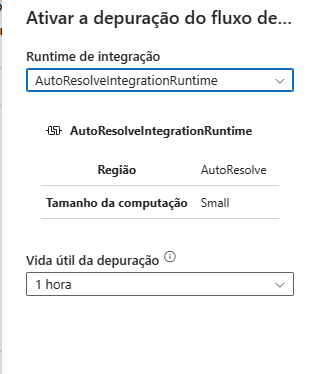 Ativar a depuração do fluxo de...
Runtime de integração
AutoResolveIntegrationRuntime
AutoResolveIntegrationRuntime
Região AutoResolve
Tamanho da computação Small
Vida útil da depuração
1 hora